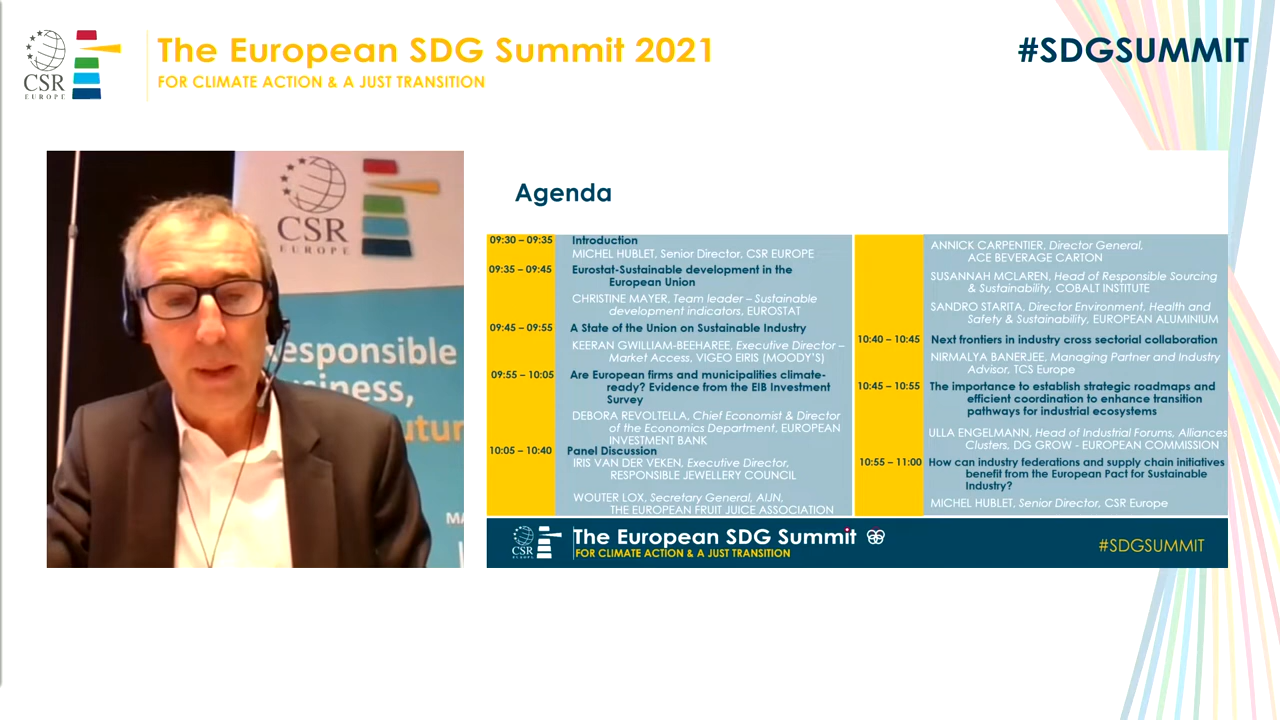 CSR
EUROPE
The European SDG Summit 2021
FOR CLIMATE ACTION & A JUST TRANSITION
#SDGSUMMIT
CSR
EUROPE
esponsible
usiness,
utur
MA
Agenda
09:30 – 09:35 Introduction
MICHEL HUBLET, Senior Director, CSR EUROPE
09:35 – 09:45 Eurostat-Sustainable development in the
European Union
CHRISTINE MAYER, Team leader – Sustainable
development indicators, EUROSTAT
09:45 – 09:55 A State of the Union on Sustainable Industry
KEERAN GWILLIAM-BEEHAREE, Executive Director –
Market Access, VIGEO EIRIS (MOODY'S)
09:55 – 10:05 Are European firms and municipalities climate-
ready? Evidence from the EIB Investment
Survey
DEBORA REVOLTELLA, Chief Economist & Director
of the Economics Department, EUROPEAN
INVESTMENT BANK
10:05 – 10:40 Panel Discussion
IRIS VAN DER VEKEN, Executive Director,
RESPONSIBLE JEWELLERY COUNCIL
WOUTER LOX, Secretary General, AIJN,
THE EUROPEAN FRUIT JUICE ASSOCIATION
ANNICK CARPENTIER, Director General,
ACE BEVERAGE CARTON
SUSANNAH MCLAREN, Head of Responsible Sourcing
& Sustainability, COBALT INSTITUTE
SANDRO STARITA, Director Environment, Health and
Safety & Sustainability, EUROPEAN ALUMINIUM
10:40 – 10:45 Next frontiers in industry cross sectorial collaboration
NIRMALYA BANERJEE, Managing Partner and Industry
Advisor, TCS Europe
10:45 – 10:55 The importance to establish strategic roadmaps and
efficient coordination to enhance transition
pathways for industrial ecosystems
ULLA ENGELMANN, Head of Industrial Forums, Alliances
Clusters, DG GROW - EUROPEAN COMMISSION
10:55 – 11:00 How can industry federations and supply chain initiatives
benefit from the European Pact for Sustainable
Industry?
MICHEL HUBLET, Senior Director, CSR Europe
CSR
EUROPE
The European SDG Summit
FOR CLIMATE ACTION & A JUST TRANSITION
#SDGSUMMIT